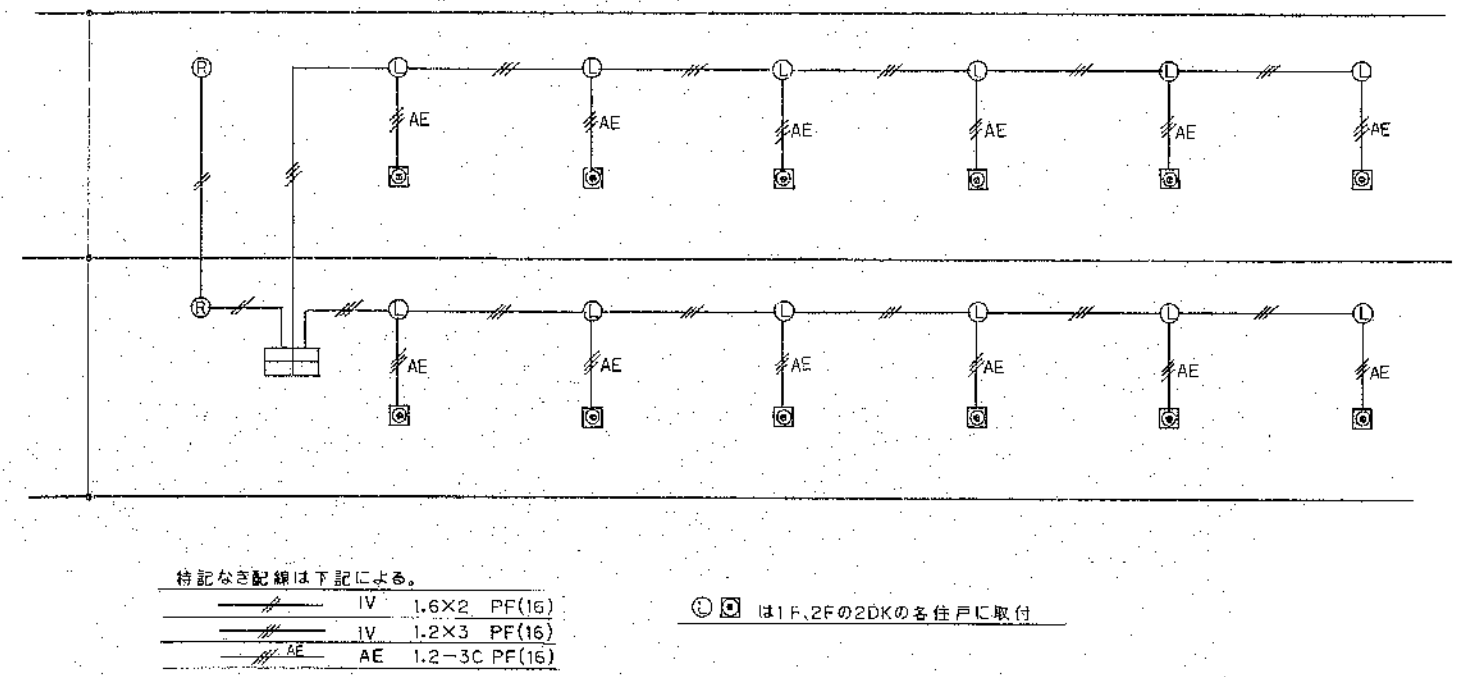 R L L L L L L
AE AE AE AE AE AE
R L L L L L L
AE AE AE AE AE AE
特記なき配線は下記による。
IV 1.6×2 PF(16)
IV 1.2×3 PF(16)
AE AE 1.2-3C PF(16)
L は1F、2Fの2DKの各住戸に取付